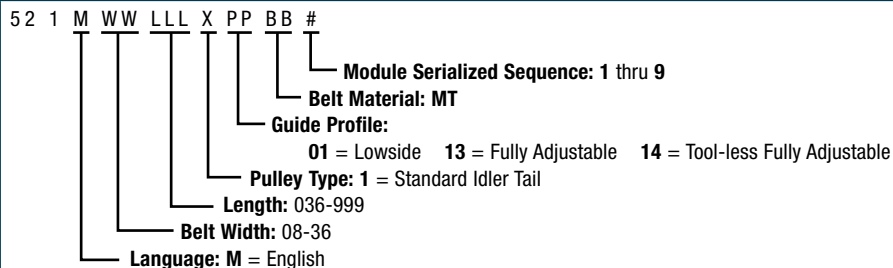 52 1 M WW LLL X PP BB #
Module Serialized Sequence: 1 thru 9
Belt Material: MT
Guide Profile:
01 = Lowside 13 = Fully Adjustable 14 = Tool-less Fully Adjustable
Pulley Type: 1 = Standard Idler Tail
Length: 036-999
Belt Width: 08-36
Language: M = English